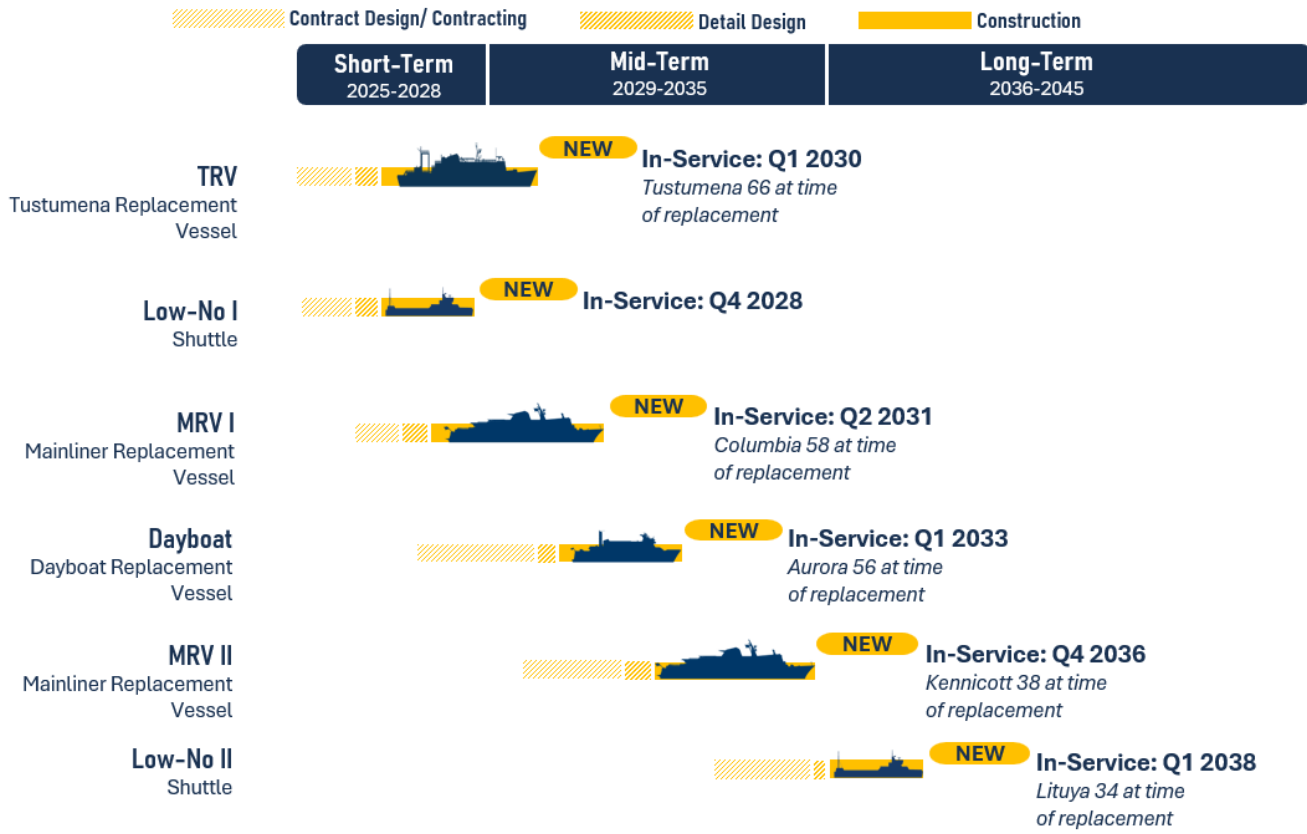 Contract Design/ Contracting
Detail Design
Construction
Short-Term
2025-2028
Mid-Term
2029-2035
Long-Term
2036-2045
TRV
Tustumena Replacement
Vessel
NEW
In-Service: Q1 2030
Tustumena 66 at time
of replacement
Low-No I
Shuttle
NEW
In-Service: Q4 2028
MRV I
Mainliner Replacement
Vessel
NEW
In-Service: Q2 2031
Columbia 58 at time
of replacement
Dayboat
Dayboat Replacement
Vessel
NEW
In-Service: Q1 2033
Aurora 56 at time
of replacement
MRV II
Mainliner Replacement
Vessel
NEW
In-Service: Q4 2036
Kennicott 38 at time
of replacement
Low-No II
Shuttle
NEW
In-Service: Q1 2038
Lituya 34 at time
of replacement